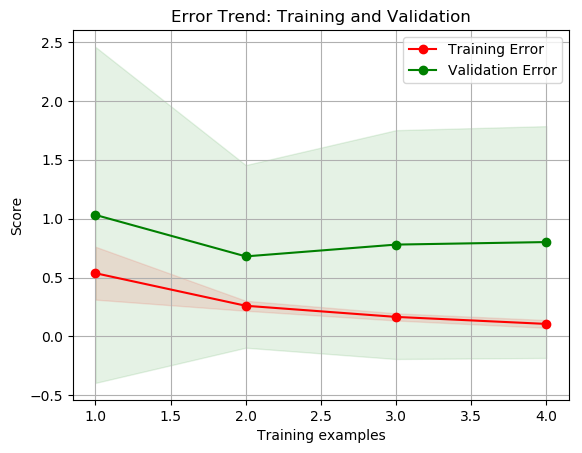 Error Trend: Training and Validation
Training Error
Validation Error
Score
2.5
2.0
1.5
1.0
0.5
0.0
−0.5
1.0 1.5 2.0 2.5 3.0 3.5 4.0
Training examples